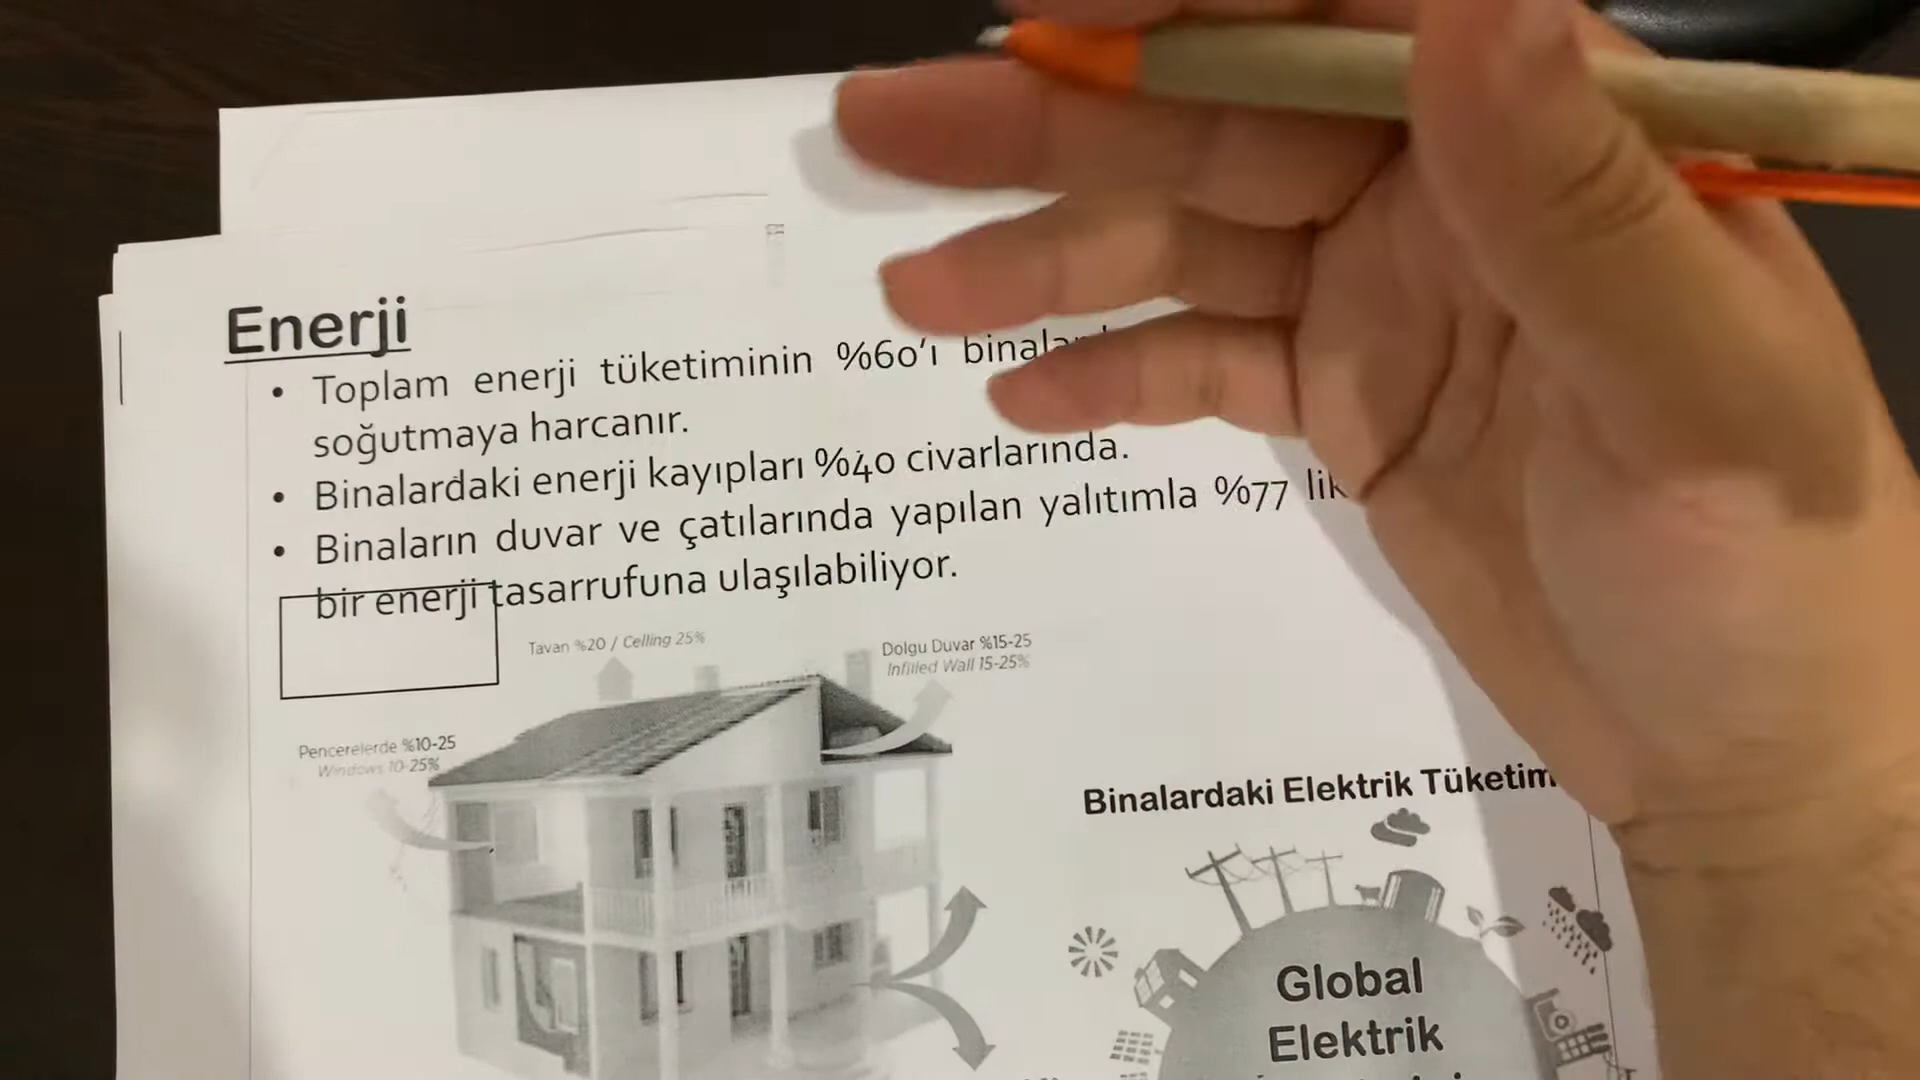 Enerji
• Toplam enerji tüketiminin %60'ı
soğutmaya harcanır.
• Binalardaki enerji kayıpları %40 civarlarında.
• Binaların duvar ve çatılarında yapılan yalıtımla %77 lik
bir enerji tasarrufuna ulaşılabiliyor.
Tavan %20 / Celling 25%
Dolgu Duvar %15-25
Infilled Wall 15-25%
Pencerelerde %10-25
Windows 10-25%
Binalardaki Elektrik Tüketim
Global
Elektrik